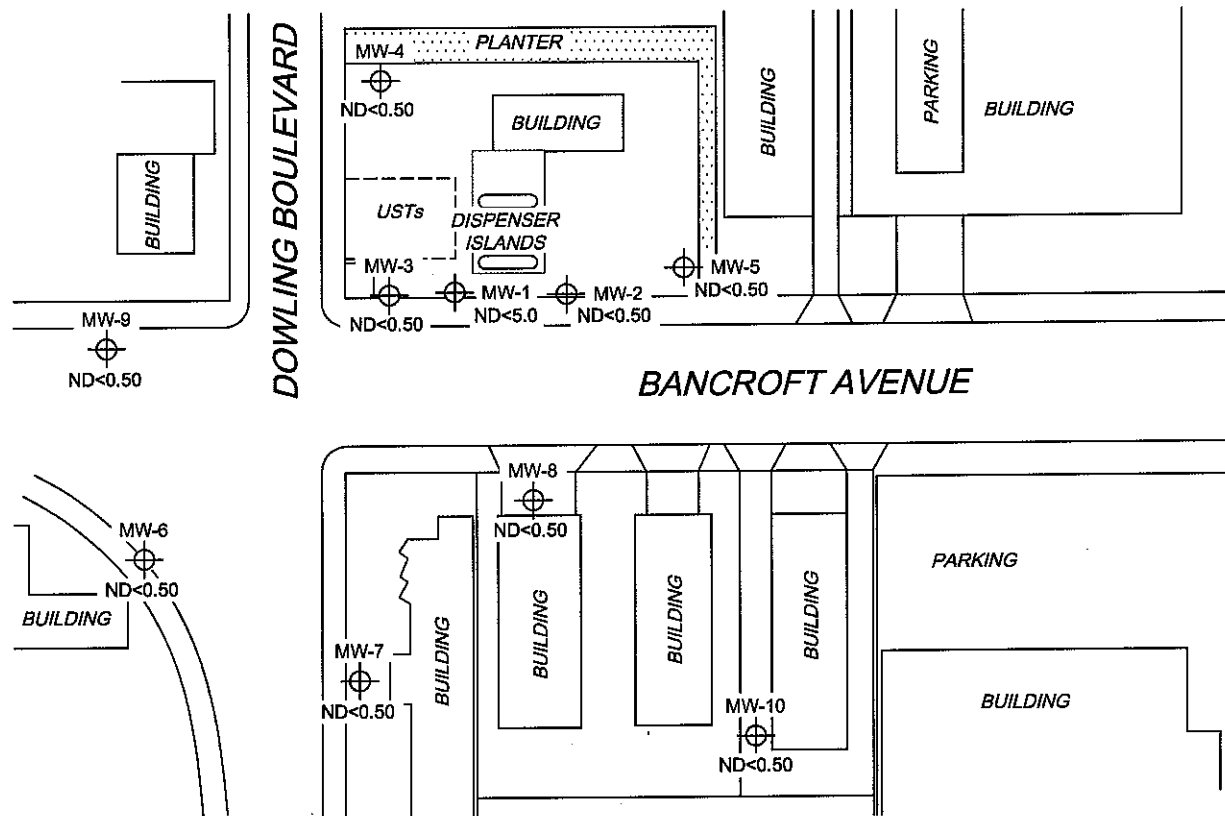 DOWLING BOULEVARD
MW-4
ND<0.50
PLANTER
BUILDING
BUILDING
PARKING
BUILDING
BUILDING
USTs
DISPENSER
ISLANDS
MW-3
ND<0.50
MW-1
ND<5.0
MW-2
ND<0.50
MW-5
ND<0.50
MW-9
ND<0.50
BANCROFT AVENUE
MW-8
ND<0.50
MW-6
ND<0.50
BUILDING
MW-7
ND<0.50
BUILDING
BUILDING
BUILDING
BUILDING
MW-10
ND<0.50
PARKING
BUILDING